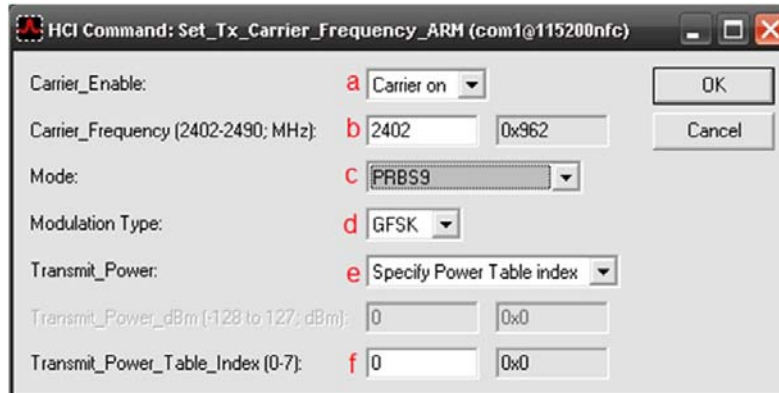 HCI Command: Set_Tx_Carrier_Frequency_ARM (com1@115200nfc)
Carrier_Enable: a Carrier on OK
Carrier_Frequency (2402-2490; MHz): b 2402 0x962 Cancel
Mode: c PRBS9
Modulation Type: d GFSK
Transmit_Power: e Specify Power Table index
Transmit_Power_dBm (-128 to 127; dBm): 0 0x0
Transmit_Power_Table_Index (0-7): f 0 0x0